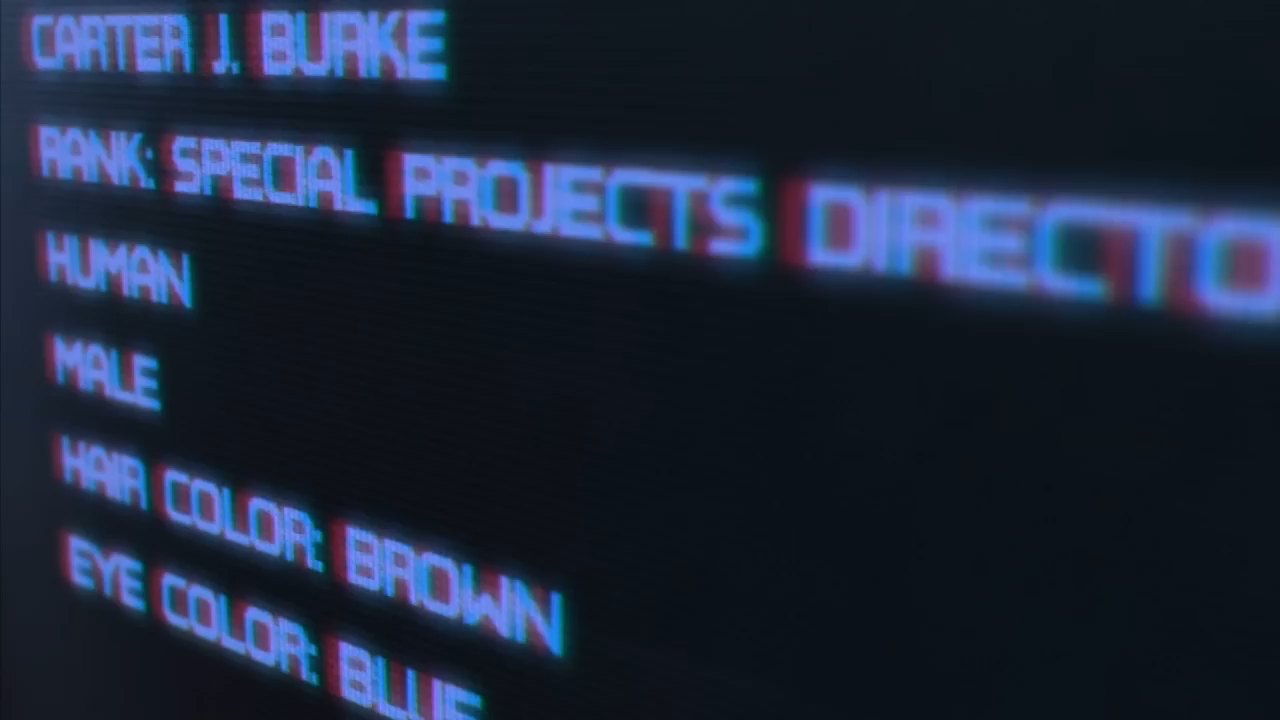 CARTER J. BURKE
RANK: SPECIAL PROJECTS DIRECTO
HUMAN
MALE
HAIR COLOR: BROWN
EYE COLOR: BLUE